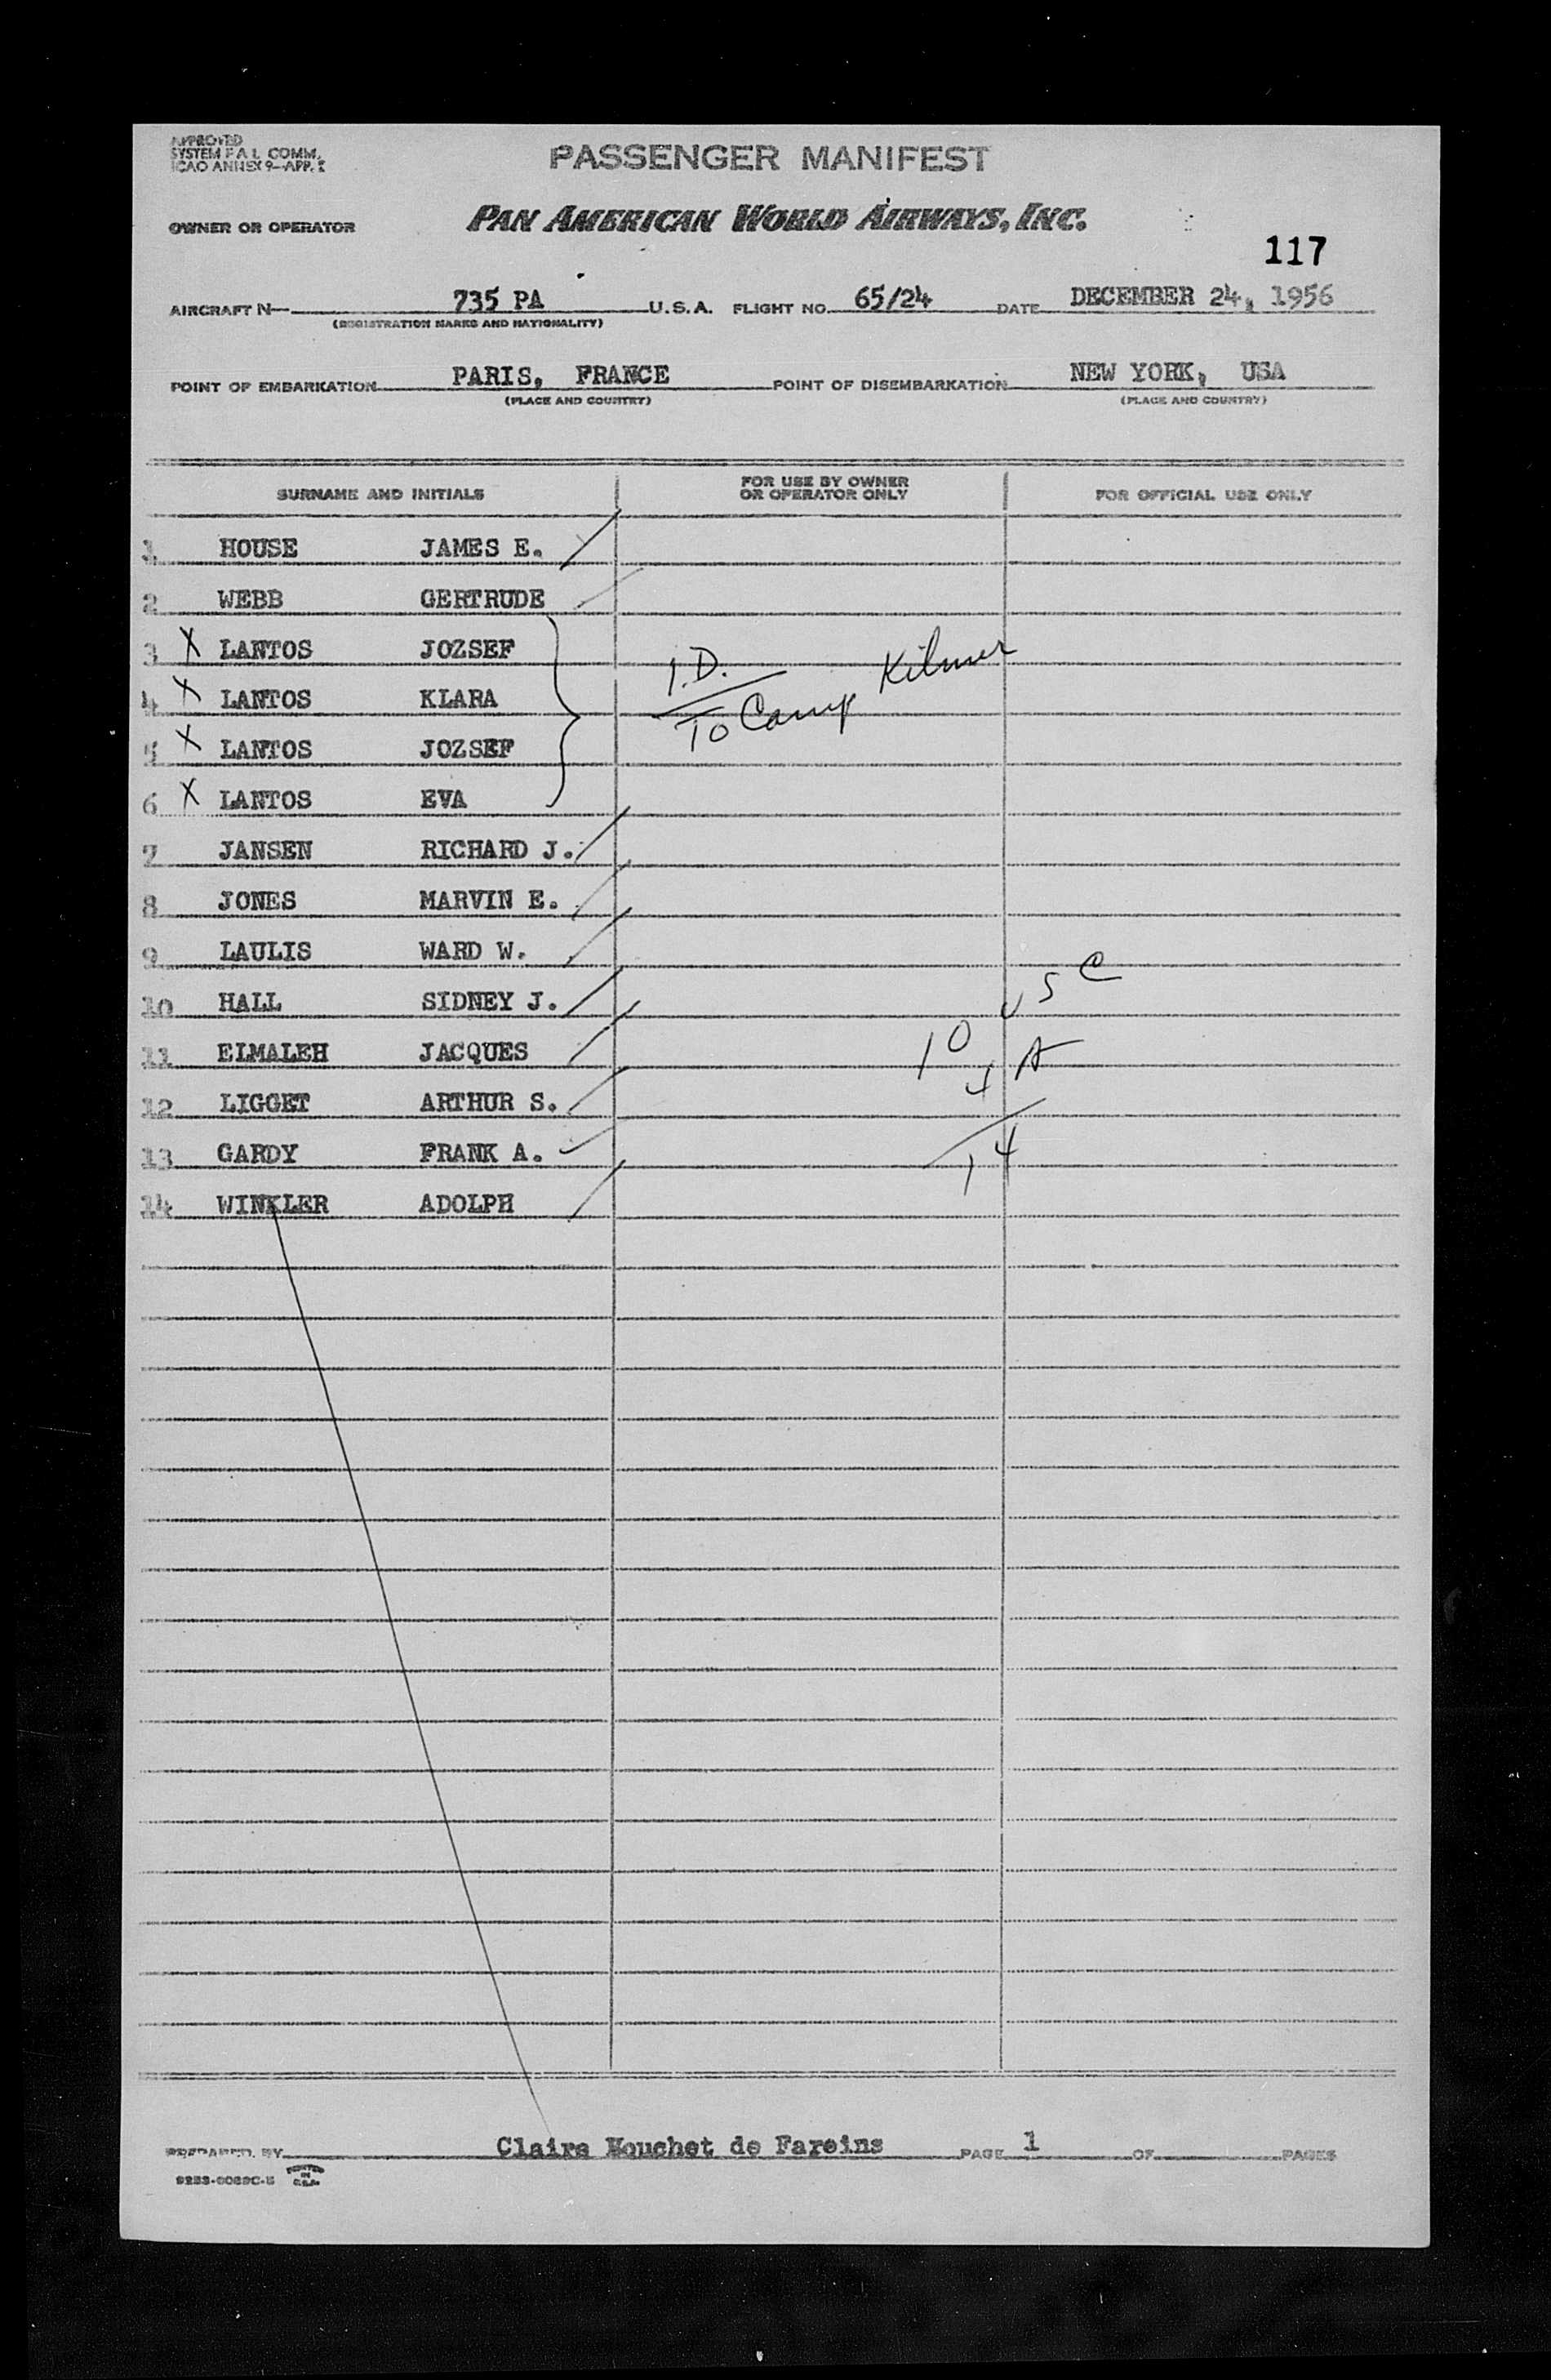 APPROVED
SYSTEM F A L COMM.
ICAO ANNEX 9—APP. 
PASSENGER MANIFEST
OWNER OR OPERATOR PAN AMERICAN WORLD AIRWAYS, INC.
117
AIRCRAFT N— 735 PA U.S.A. FLIGHT NO. 65/24 DATE DECEMBER 24, 1956
(REGISTRATION MARKS AND NATIONALITY)
POINT OF EMBARKATION PARIS, FRANCE POINT OF DISEMBARKATION NEW YORK, USA
(PLACE AND COUNTRY) (PLACE AND COUNTRY)
SURNAME AND INITIALS FOR USE BY OWNER OR OPERATOR ONLY FOR OFFICIAL USE ONLY
1 HOUSE JAMES E.
2 WEBB GERTRUDE
3 X LANTOS JOZSEF I.D.
4 X LANTOS KLARA To Camp Kilmer
5 X LANTOS JOZSEF
6 X LANTOS EVA
7 JANSEN RICHARD J.
8 JONES MARVIN E.
9 LAULIS WARD W.
10 HALL SIDNEY J. 10 USC
11 EIMALEH JACQUES 4 A
12 LIGGET ARTHUR S.
13 GARDY FRANK A. 14
14 WINKLER ADOLPH
PREPARED BY Claire Mouchet de Fareins PAGE 1 OF PAGES
PRINTED IN U.S.A.